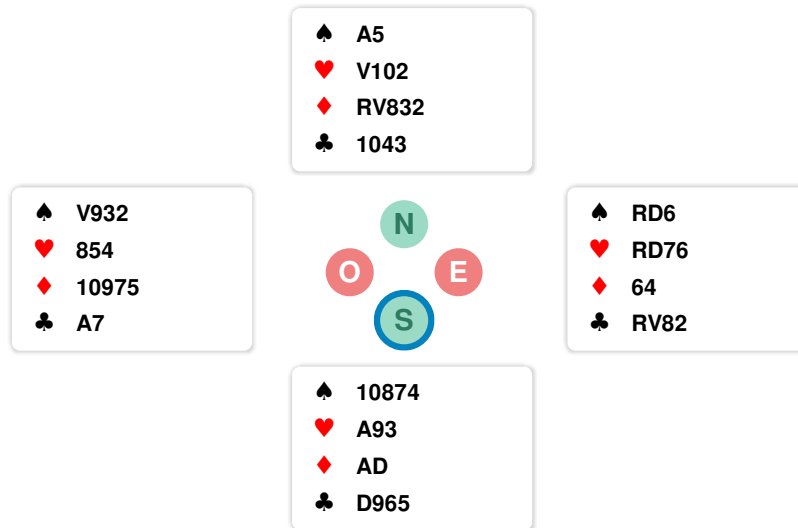 ♠ A5
♥ V102
♦ RV832
♣ 1043
♠ V932
♥ 854
♦ 10975
♣ A7
N
O E
S
♠ RD6
♥ RD76
♦ 64
♣ RV82
♠ 10874
♥ A93
♦ AD
♣ D965